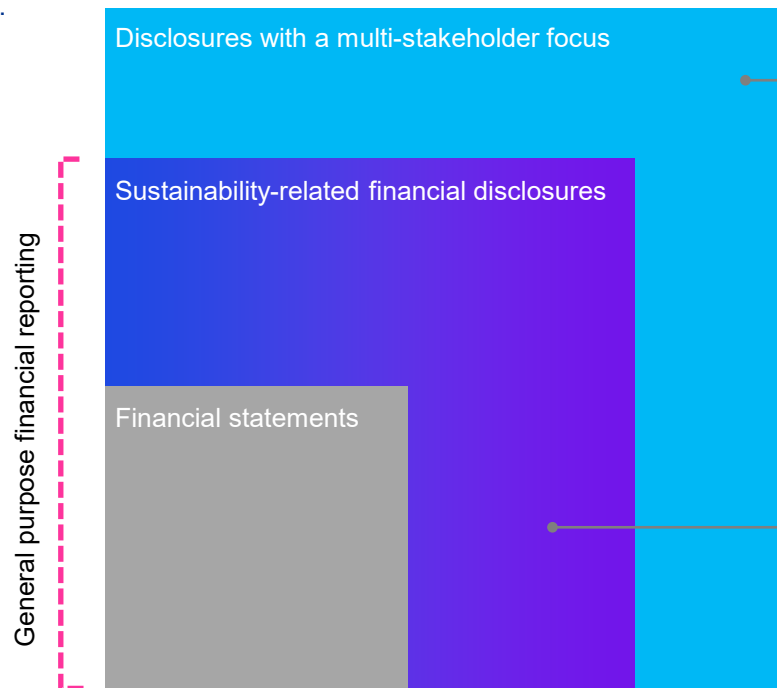 Disclosures with a multi-stakeholder focus
Sustainability-related financial disclosures
General purpose financial reporting
Financial statements